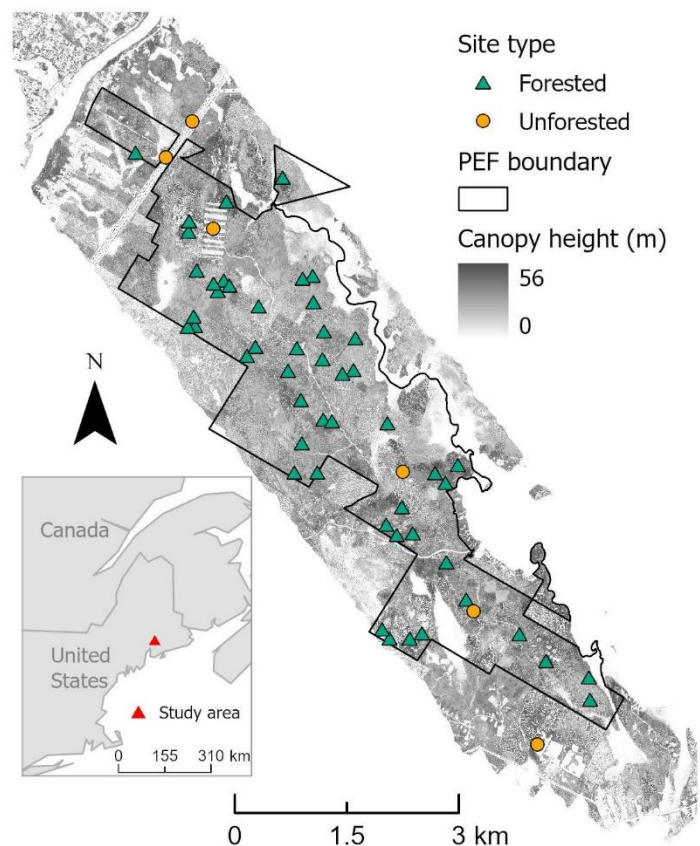 Site type
Forested
Unforested
PEF boundary
Canopy height (m)
56
0
N
Canada
United
States
Study area
0 155 310 km
0 1.5 3 km